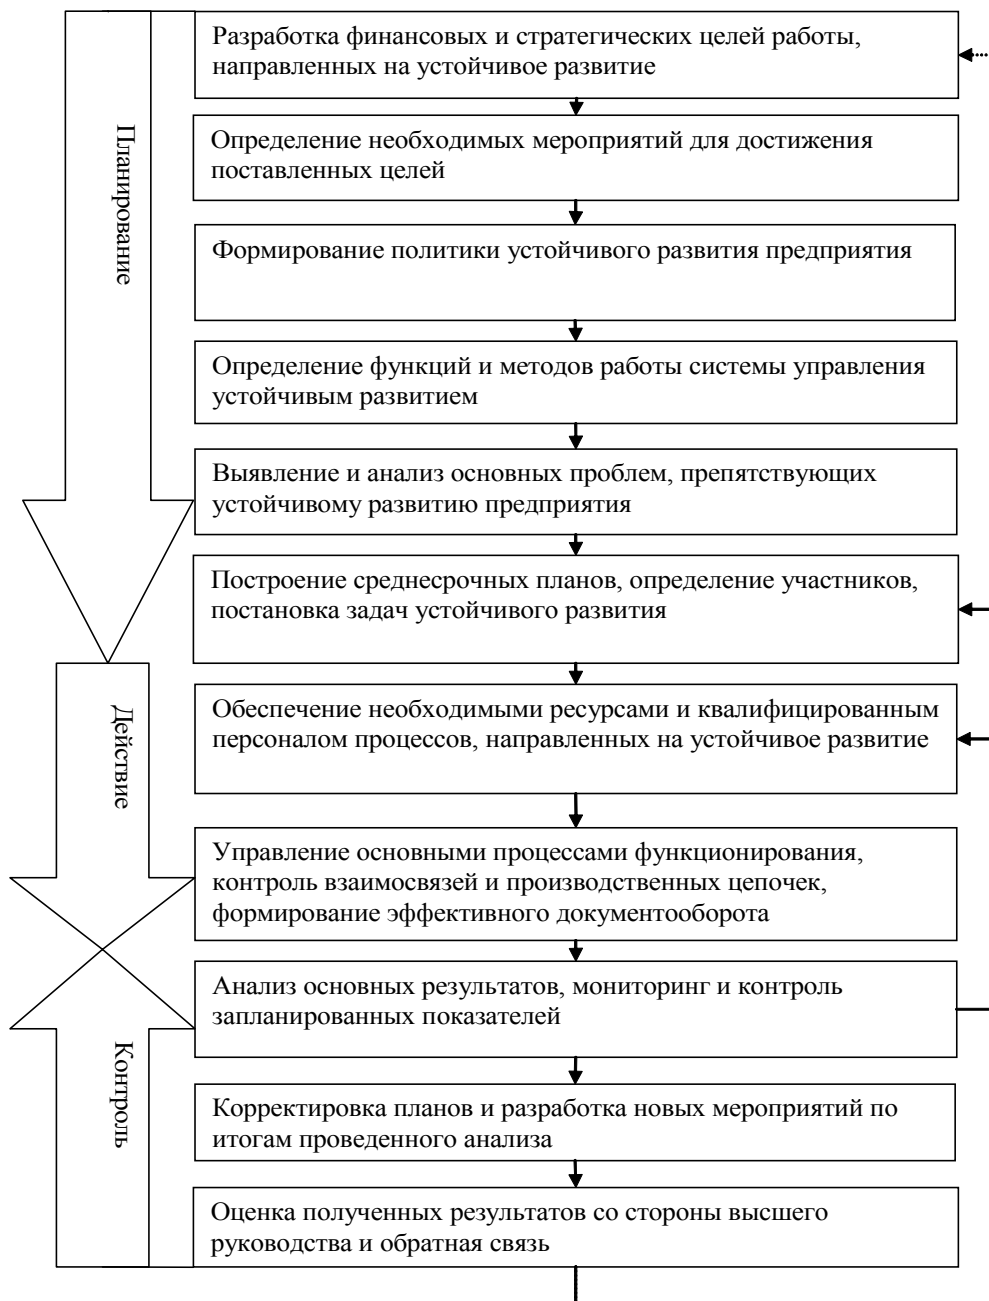 Разработка финансовых и стратегических целей работы,
направленных на устойчивое развитие
Планирование
Определение необходимых мероприятий для достижения
поставленных целей
Формирование политики устойчивого развития предприятия
Определение функций и методов работы системы управления
устойчивым развитием
Выявление и анализ основных проблем, препятствующих
устойчивому развитию предприятия
Построение среднесрочных планов, определение участников,
постановка задач устойчивого развития
Действие
Обеспечение необходимыми ресурсами и квалифицированным
персоналом процессов, направленных на устойчивое развитие
Управление основными процессами функционирования,
контроль взаимосвязей и производственных цепочек,
формирование эффективного документооборота
Анализ основных результатов, мониторинг и контроль
запланированных показателей
Контроль
Корректировка планов и разработка новых мероприятий по
итогам проведенного анализа
Оценка полученных результатов со стороны высшего
руководства и обратная связь